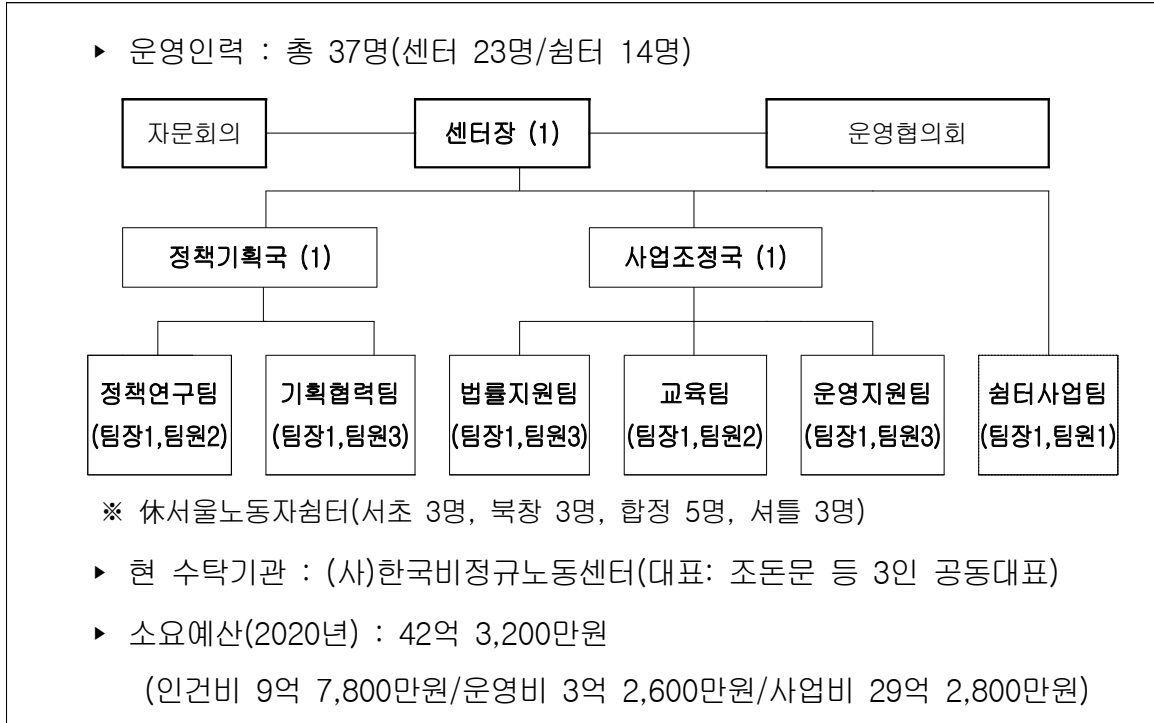 ▸ 운영인력 : 총 37명(센터 23명/쉼터 14명)
자문회의
센터장 (1)
운영협의회
정책기획국 (1)
사업조정국 (1)
정책연구팀
(팀장1,팀원2)
기획협력팀
(팀장1,팀원3)
법률지원팀
(팀장1,팀원3)
교육팀
(팀장1,팀원2)
운영지원팀
(팀장1,팀원3)
쉼터사업팀
(팀장1,팀원1)
※ 休서울노동자쉼터(서초 3명, 북창 3명, 합정 5명, 셔틀 3명)
▸ 현 수탁기관 : (사)한국비정규노동센터(대표: 조돈문 등 3인 공동대표)
▸ 소요예산(2020년) : 42억 3,200만원
(인건비 9억 7,800만원/운영비 3억 2,600만원/사업비 29억 2,800만원)